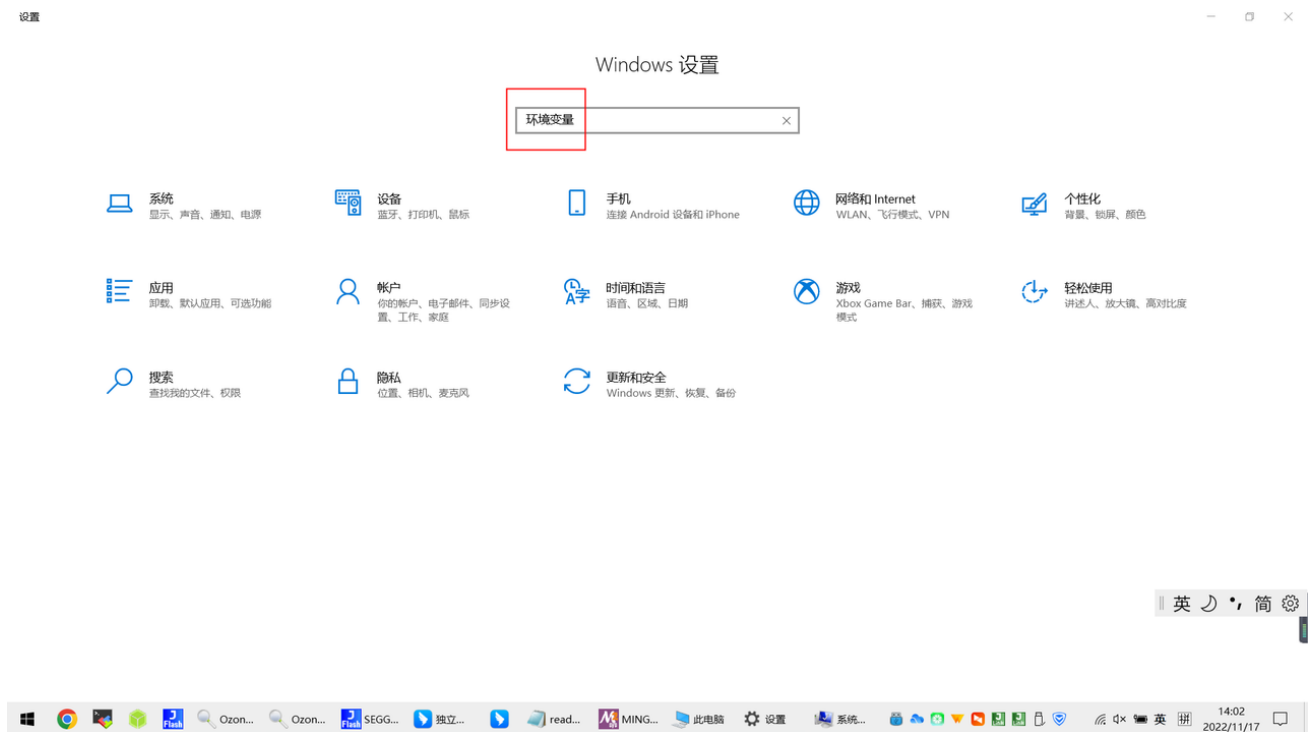 设置
Windows 设置
环境变量
系统
显示、声音、通知、电源
设备
蓝牙、打印机、鼠标
手机
连接 Android 设备和 iPhone
网络和 Internet
WLAN、飞行模式、VPN
个性化
背景、锁屏、颜色
应用
卸载、默认应用、可选功能
帐户
你的帐户、电子邮件、同步设
置、工作、家庭
时间和语言
语音、区域、日期
游戏
Xbox Game Bar、捕获、游戏
模式
轻松使用
讲述人、放大镜、高对比度
搜索
查找我的文件、权限
隐私
位置、相机、麦克风
更新和安全
Windows 更新、恢复、备份
英 简
J Flash Ozon... Ozon... J Flash SEGG... 独立... read... MING... 此电脑 设置 系统... 英 拼 14:02
2022/11/17